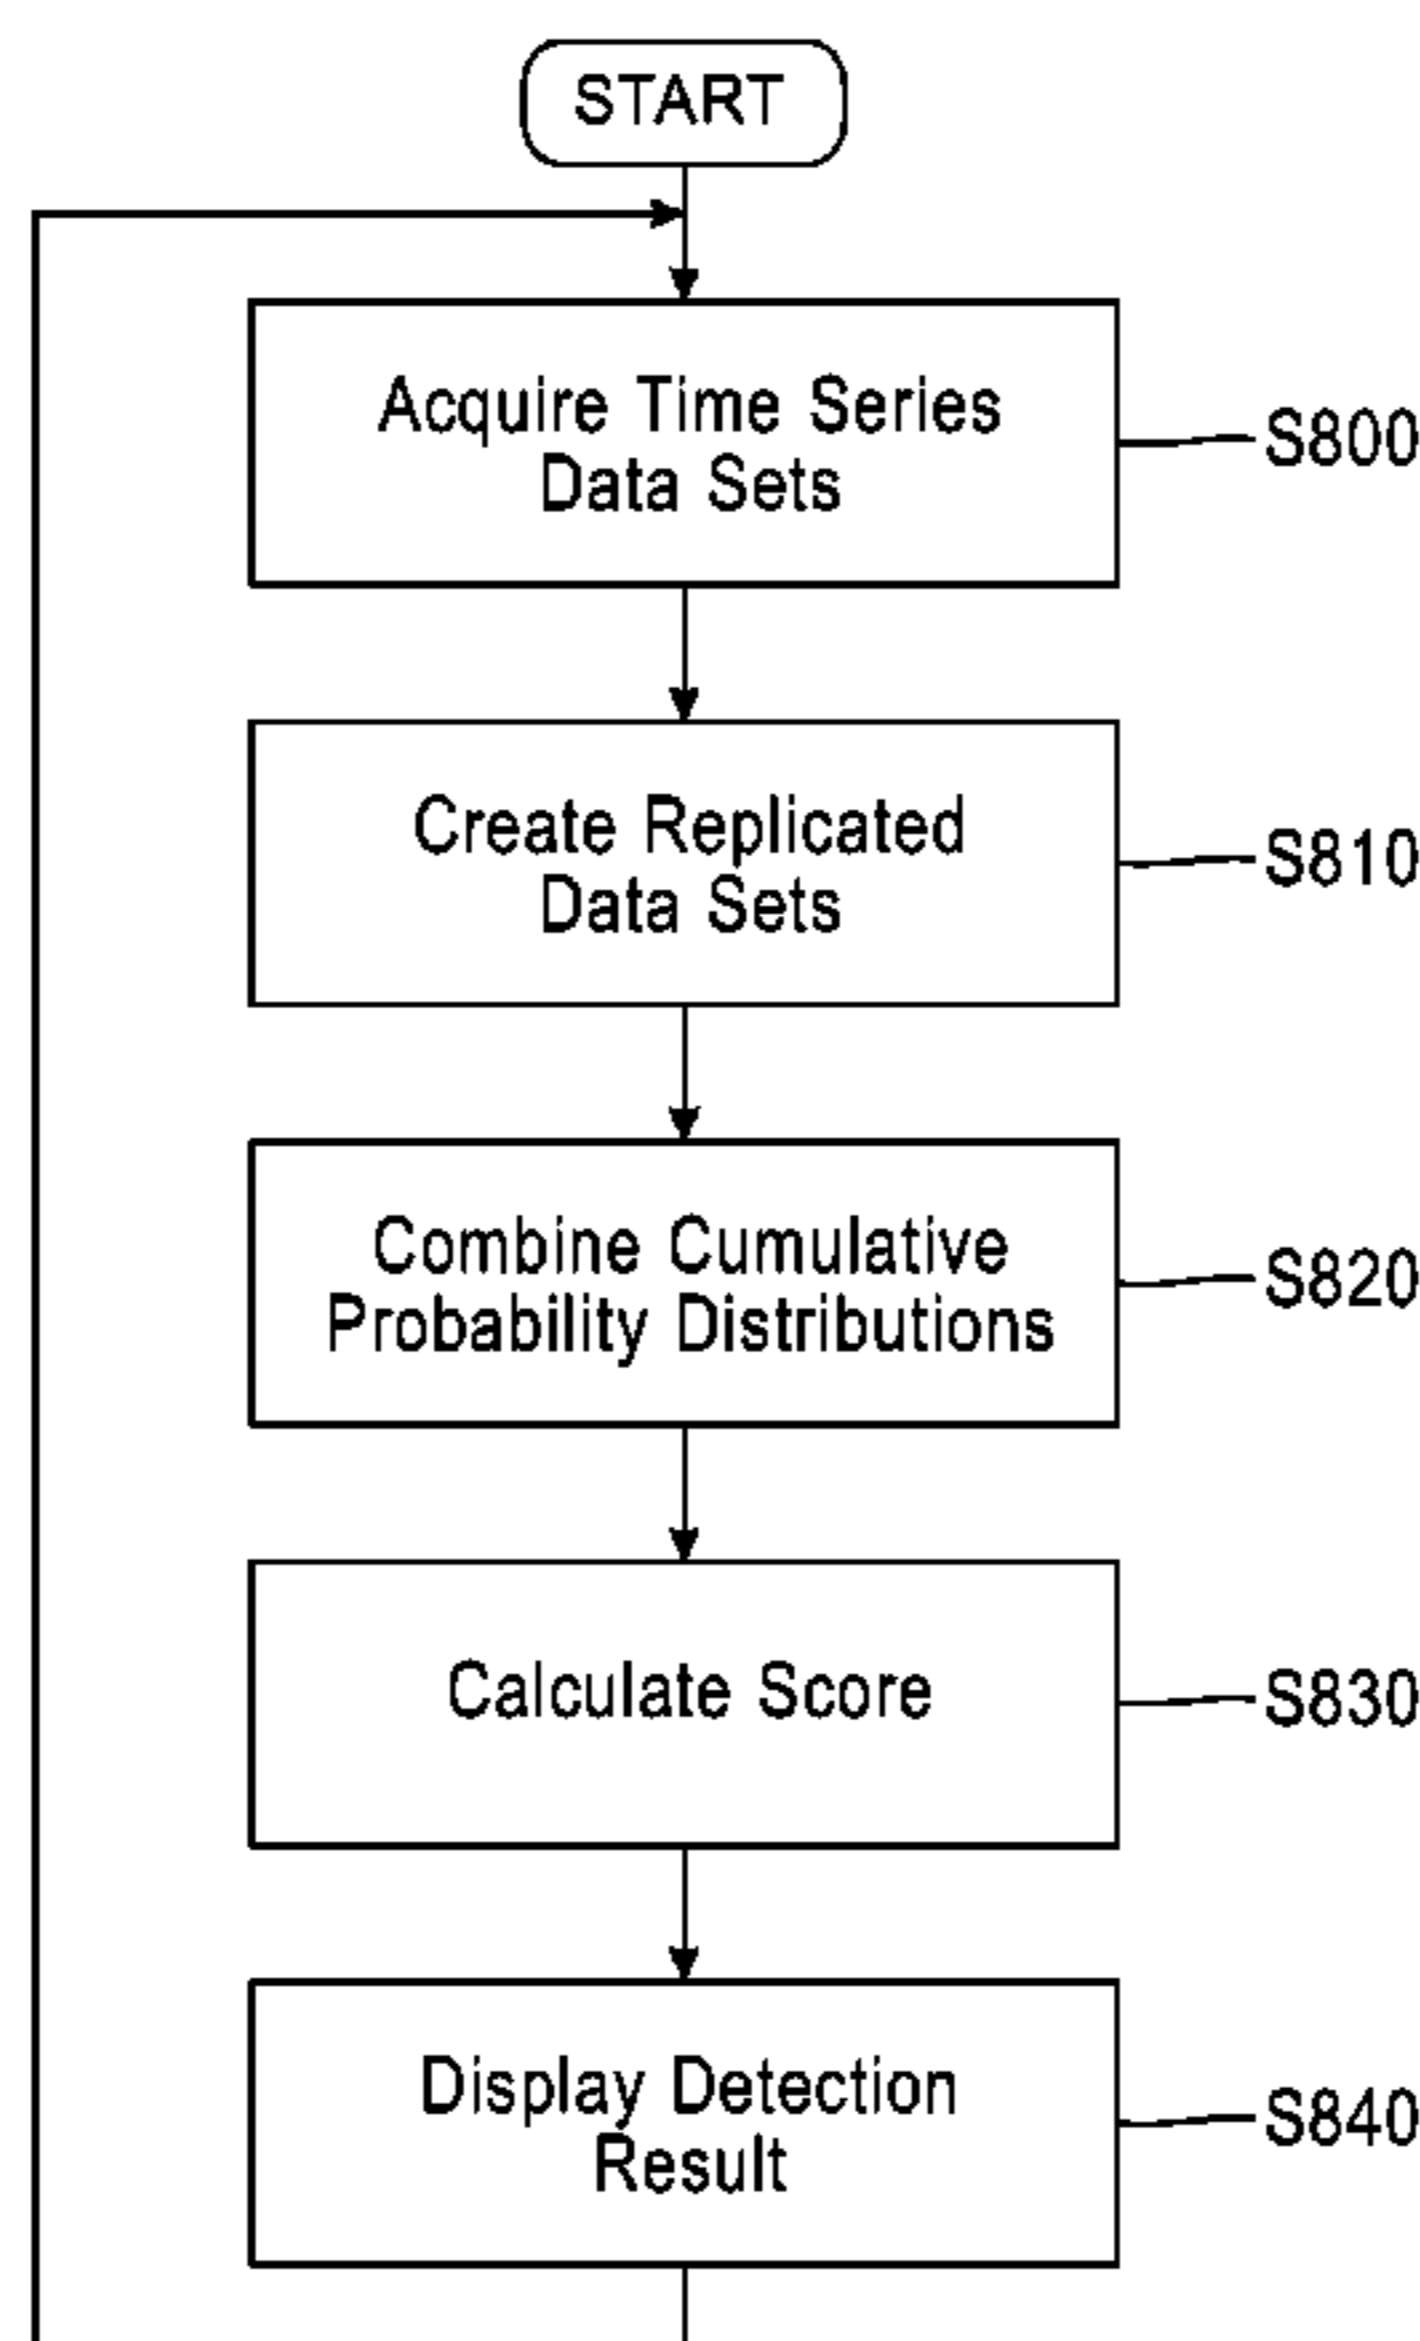 START
Acquire Time Series
Data Sets
S800
Create Replicated
Data Sets
S810
Combine Cumulative
Probability Distributions
S820
Calculate Score
S830
Display Detection
Result
S840